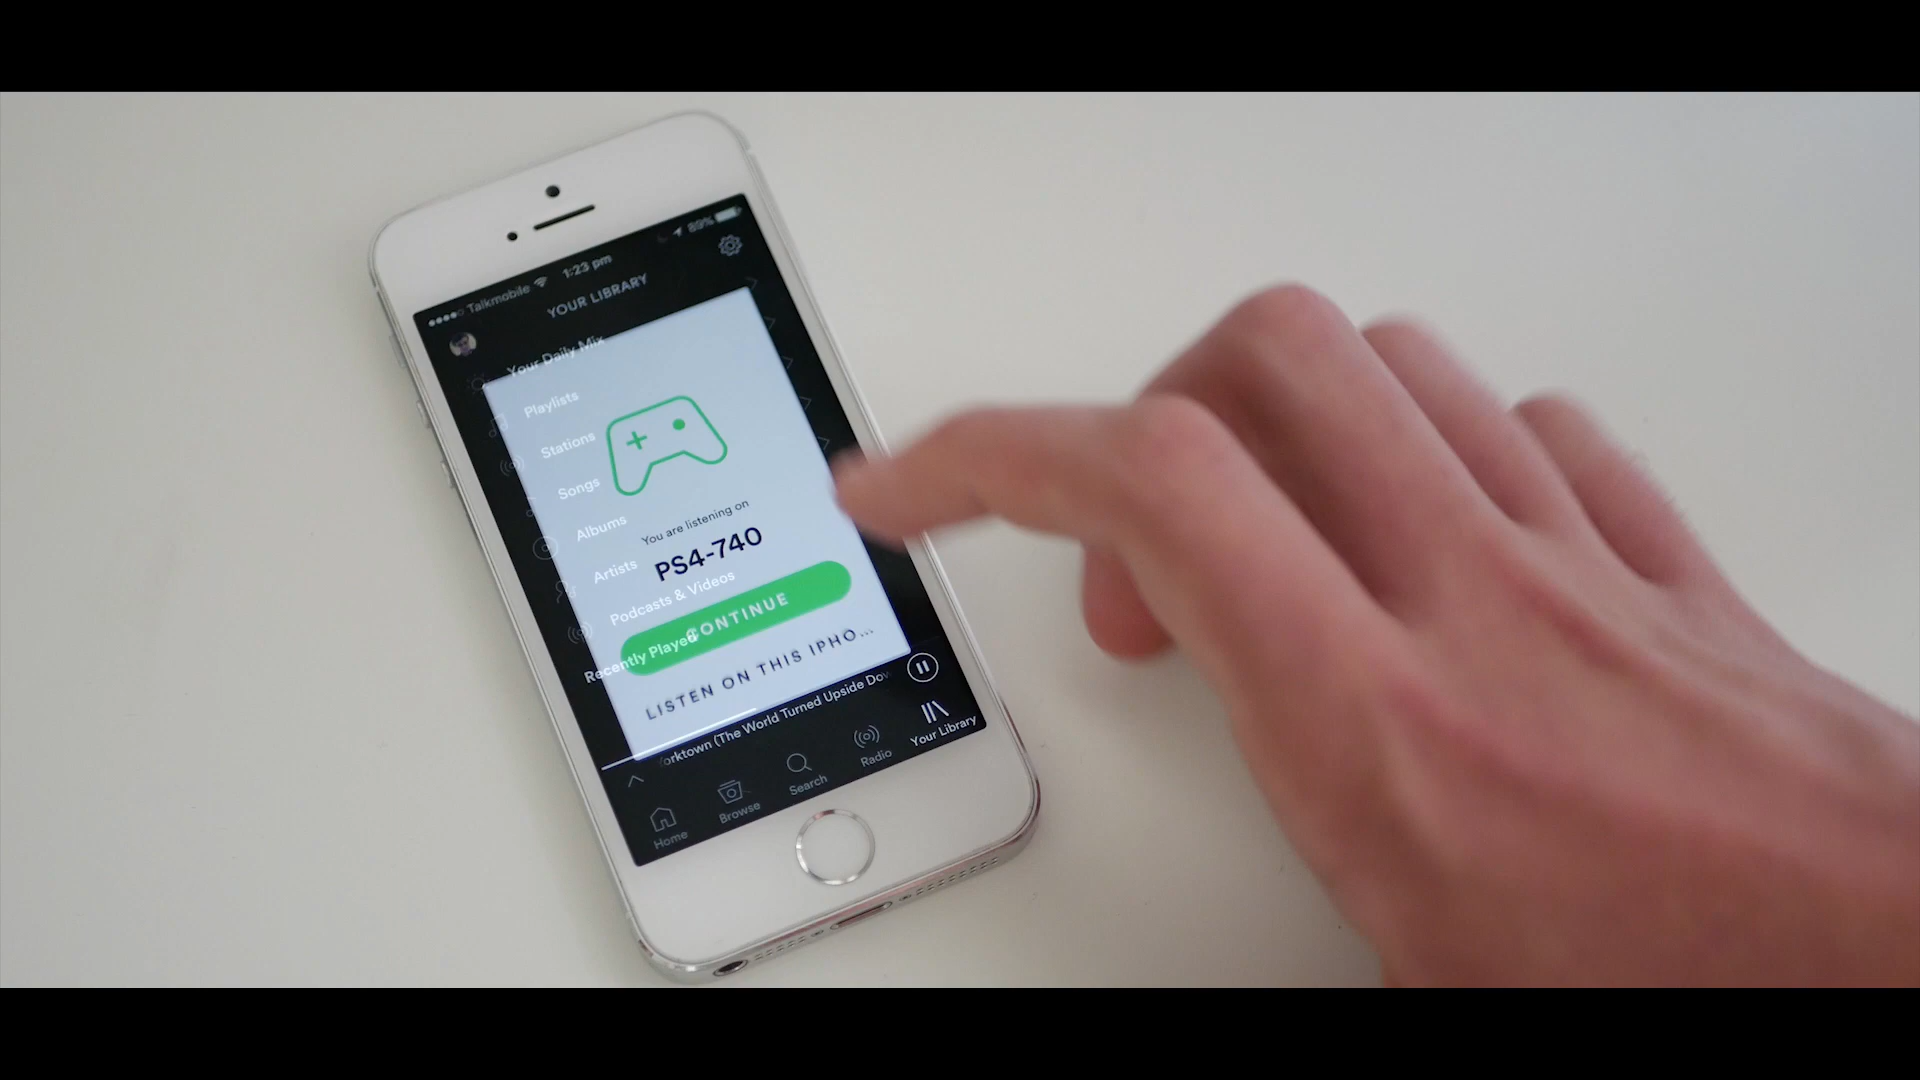 Talkmobile 1:23 pm 89%
YOUR LIBRARY
Your Daily Mix
Playlists
Stations
Songs
Albums
Artists
Podcasts & Videos
Recently Played
You are listening on
PS4-740
CONTINUE
LISTEN ON THIS IPHO...
orktown (The World Turned Upside Dow
Home
Browse
Search
Radio
Your Library